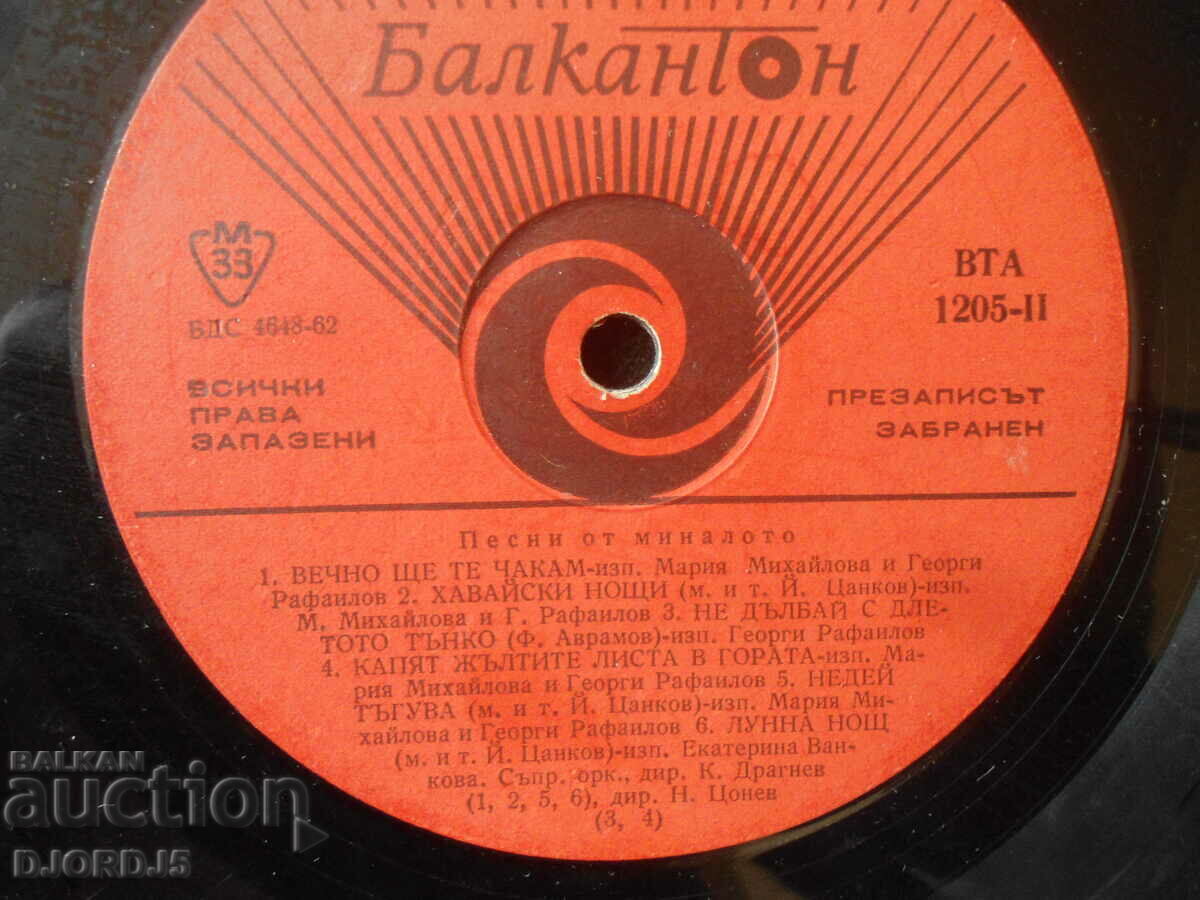 Балкантон
М
33
БДС 4648-62
ВТА
1205-II
ВСИЧКИ
ПРАВА
ЗАПАЗЕНИ
ПРЕЗАПИСЪТ
ЗАБРАНЕН
Песни от миналото
1. ВЕЧНО ЩЕ ТЕ ЧАКАМ-изп. Мария Михайлова и Георги
Рафаилов 2. ХАВАЙСКИ НОЩИ (м. и т. Й. Цанков)-изп.
М. Михайлова и Г. Рафаилов 3. НЕ ДЪЛБАЙ С ДЛЕ-
ТОТО ТЪНКО (Ф. Аврамов)-изп. Георги Рафаилов
4. КАПЯТ ЖЪЛТИТЕ ЛИСТА В ГОРАТА-изп. Ма-
рия Михайлова и Георги Рафаилов 5. НЕДЕЙ
ТЪГУВА (м. и т. Й. Цанков)-изп. Мария Ми-
хайлова и Георги Рафаилов 6. ЛУННА НОЩ
(м. и т. Й. Цанков)-изп. Екатерина Ван-
кова. Съпр. орк., дир. К. Драгнев
(1, 2, 5, 6), дир. Н. Цонев
(3, 4)
BALKAN
auction
DJORDJ5